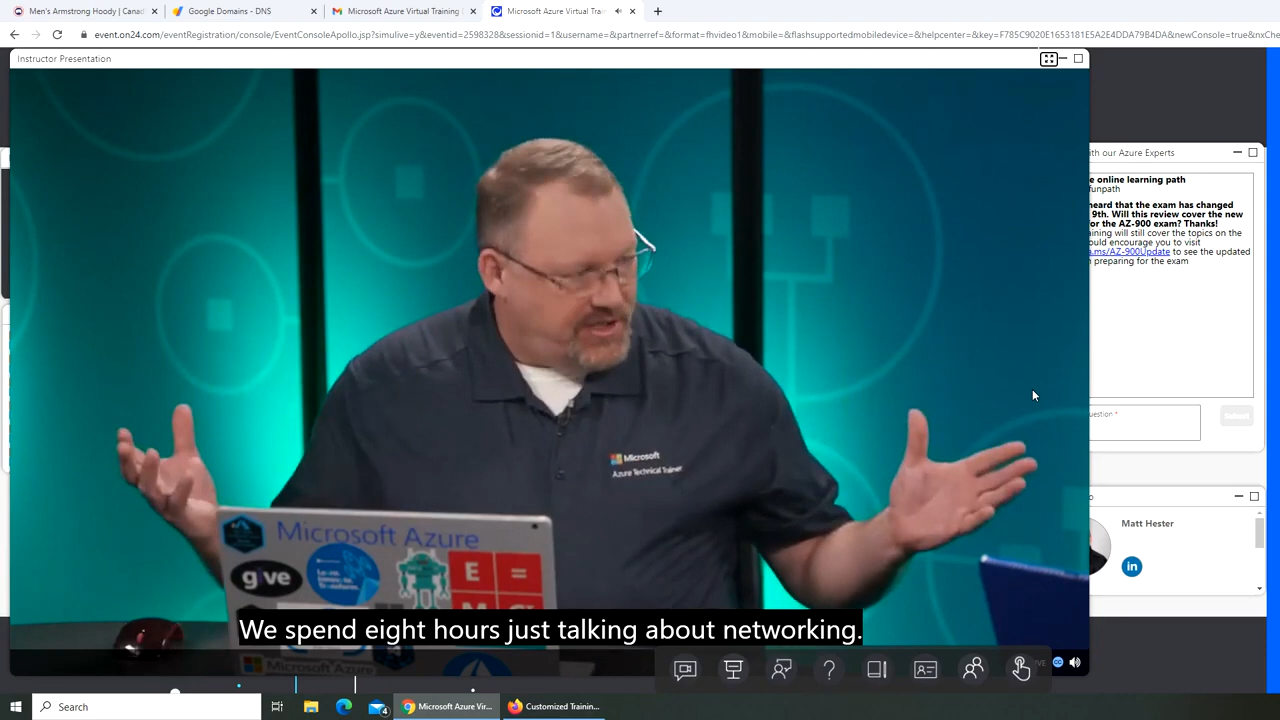 Men's Armstrong Hoody | Canad
Google Domains - DNS
Microsoft Azure Virtual Training
Microsoft Azure Virtual Trai
event.on24.com/eventRegistration/console/EventConsoleApollo.jsp?simulive=y&eventid=2598328&sessionid=1&username=&partnerref=&format=fhvideo1&mobile=&flashsupportedmobiledevice=&helpcenter=&key=F785C9020E1653181E5A2E4DDA79B4DA&newConsole=true&nxChe
Instructor Presentation
ith our Azure Experts
e online learning path
funpath
heard that the exam has changed
9th. Will this review cover the new
for the AZ-900 exam? Thanks!
aining will still cover the topics on the
ould encourage you to visit
a.ms/AZ-900Update to see the updated
n preparing for the exam
uestion *
Submit
Microsoft
Azure Technical Trainer
Matt Hester
in
Microsoft Azure
give
E =
We spend eight hours just talking about networking.
Microsoft Azure
CC
Search
4
Microsoft Azure Vir...
Customized Trainin...